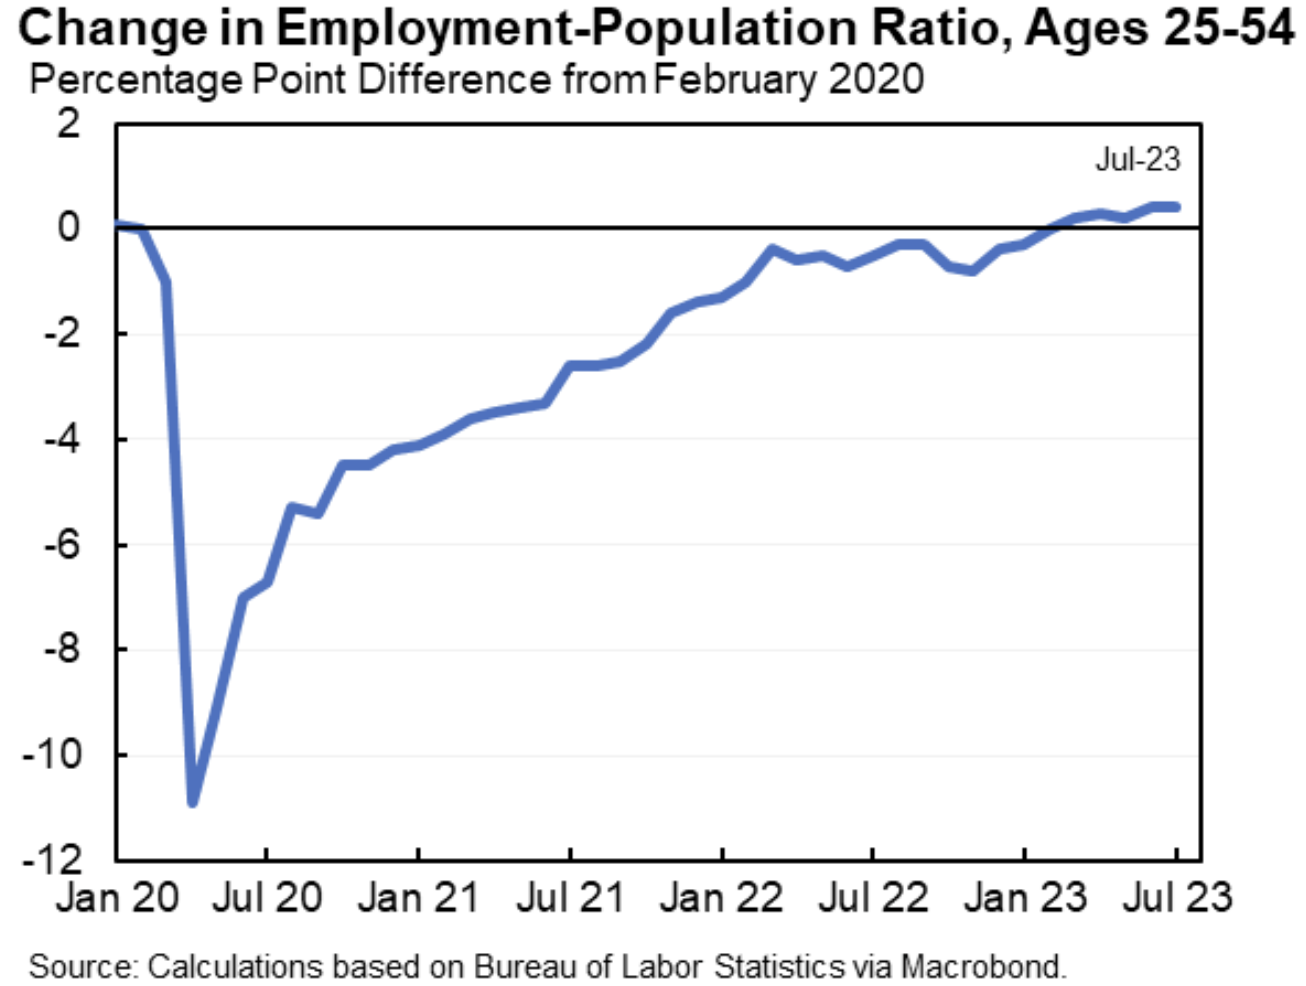 Change in Employment-Population Ratio, Ages 25-54
Percentage Point Difference from February 2020
2
Jul-23
0
-2
-4
-6
-8
-10
-12
Jan 20 Jul 20 Jan 21 Jul 21 Jan 22 Jul 22 Jan 23 Jul 23
Source: Calculations based on Bureau of Labor Statistics via Macrobond.